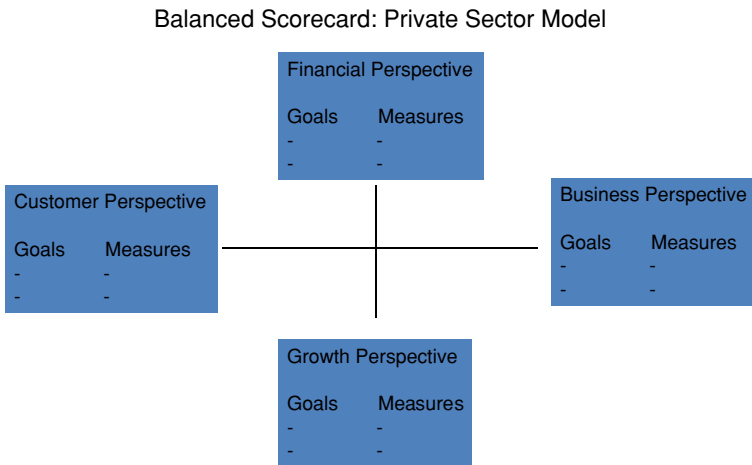 Balanced Scorecard: Private Sector Model
Financial Perspective
Goals Measures
- -
- -
Customer Perspective
Goals Measures
- -
- -
Business Perspective
Goals Measures
- -
- -
Growth Perspective
Goals Measures
- -
- -